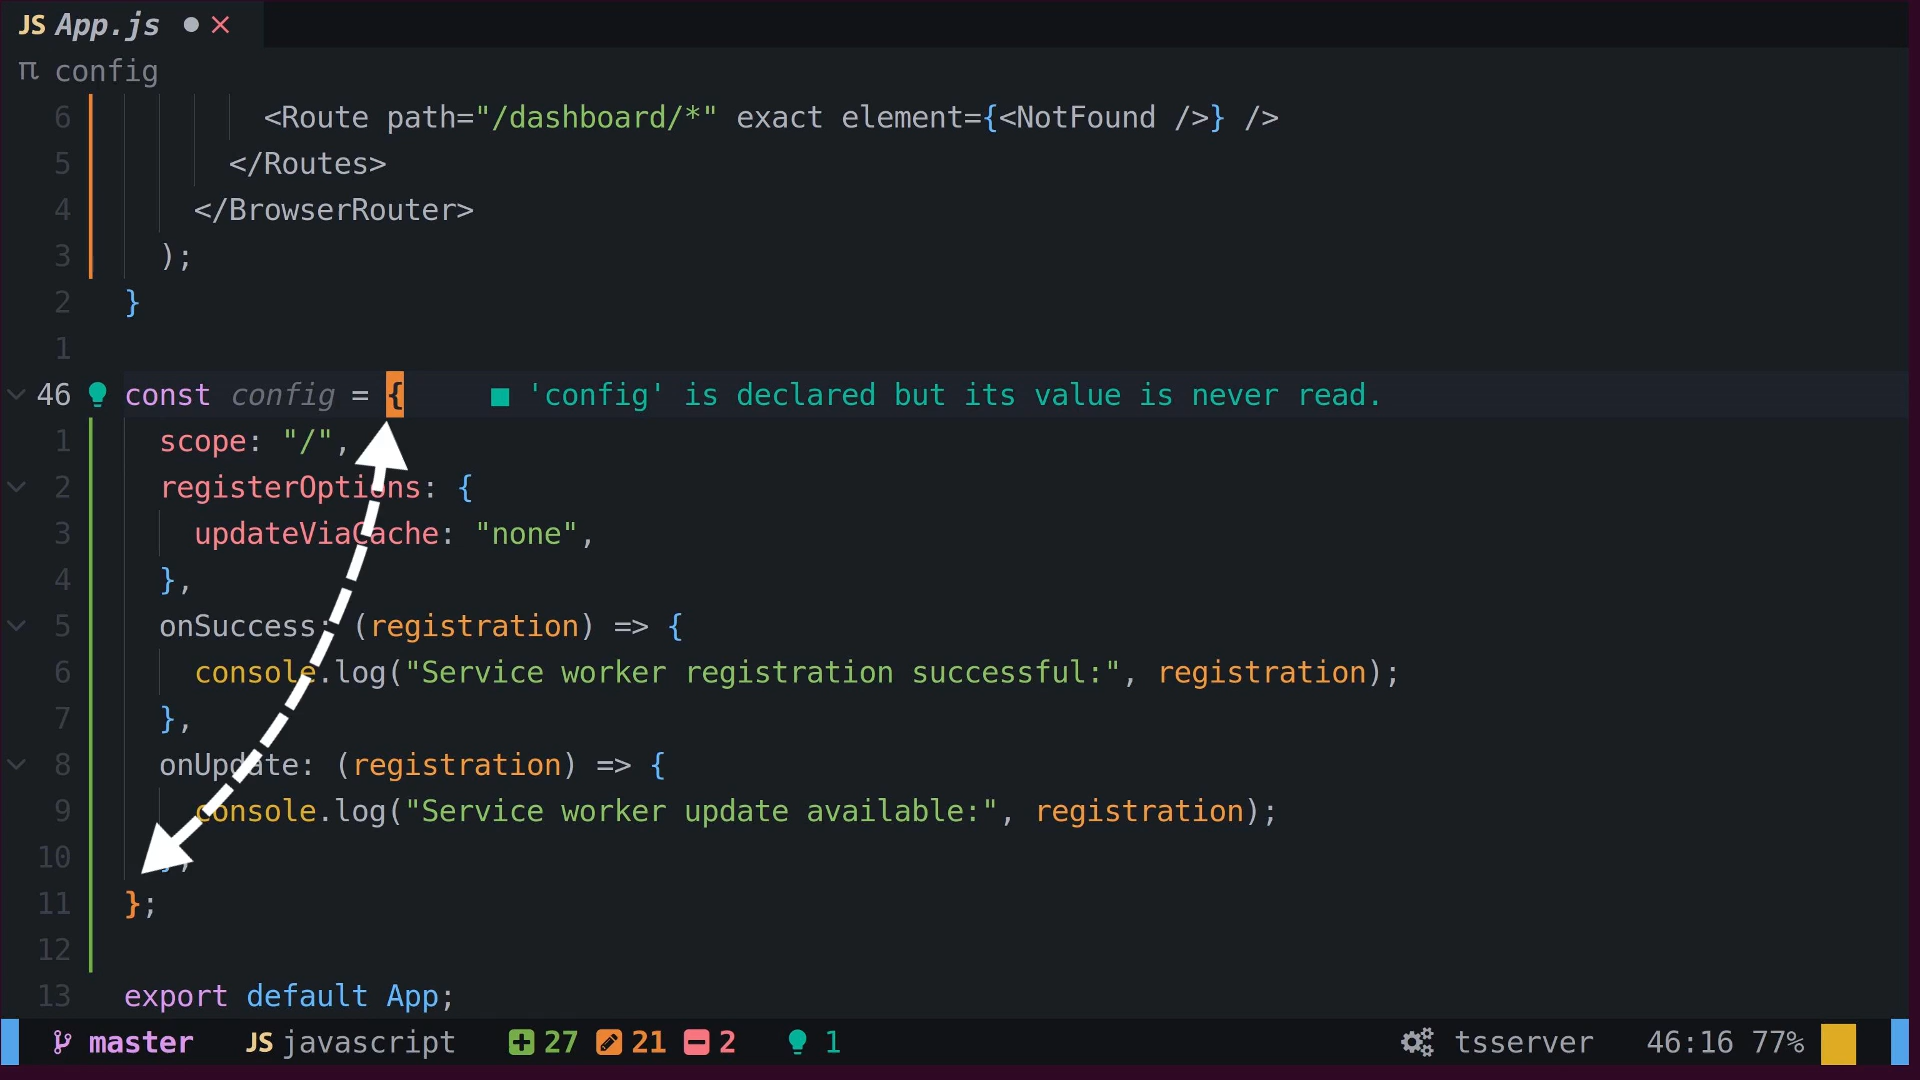 JS App.js
π config
6 <Route path="/dashboard/*" exact element={<NotFound />} />
5 </Routes>
4 </BrowserRouter>
3 );
2 }
1
46 const config = { ■ 'config' is declared but its value is never read.
1 scope: "/",
2 registerOptions: {
3 updateViaCache: "none",
4 },
5 onSuccess: (registration) => {
6 console.log("Service worker registration successful:", registration);
7 },
8 onUpdate: (registration) => {
9 console.log("Service worker update available:", registration);
10 },
11 };
12
13 export default App;
master JS javascript 27 21 2 1 tsserver 46:16 77%